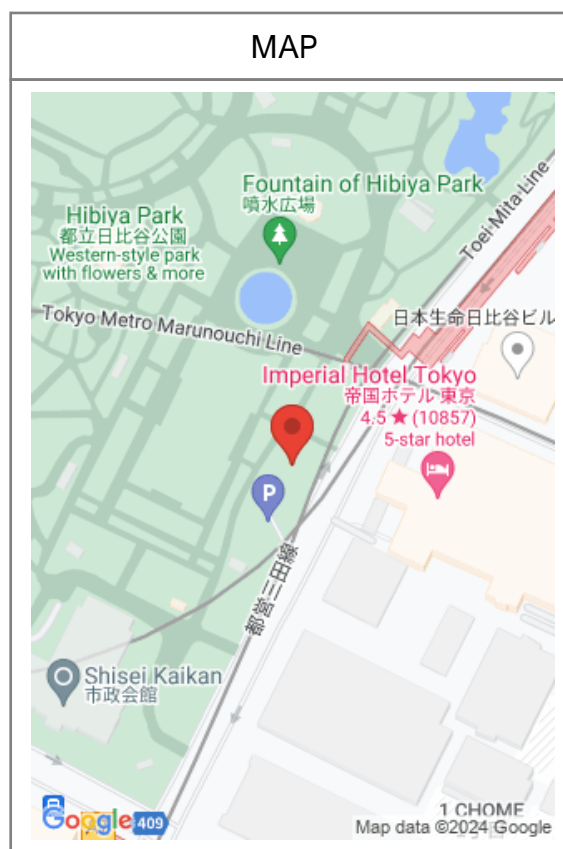 MAP
Fountain of Hibiya Park
噴水広場
Hibiya Park
都立日比谷公園
Western-style park
with flowers & more
Toei Mita Line
Tokyo Metro Marunouchi Line
日本生命日比谷ビル
Imperial Hotel Tokyo
帝国ホテル 東京
4.5 ★ (10857)
5-star hotel
P
都営三田線
Shisei Kaikan
市政会館
1 CHOME
Google
409
Map data ©2024 Google